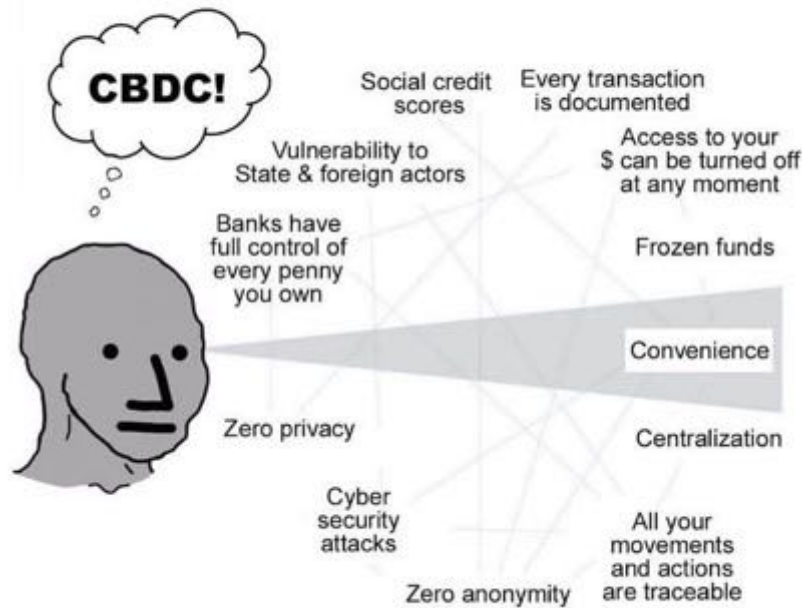 CBDC!
Social credit
scores
Every transaction
is documented
Vulnerability to
State & foreign actors
Access to your
$ can be turned off
at any moment
Banks have
full control of
every penny
you own
Frozen funds
Convenience
Zero privacy
Centralization
Cyber
security
attacks
All your
movements
and actions
are traceable
Zero anonymity